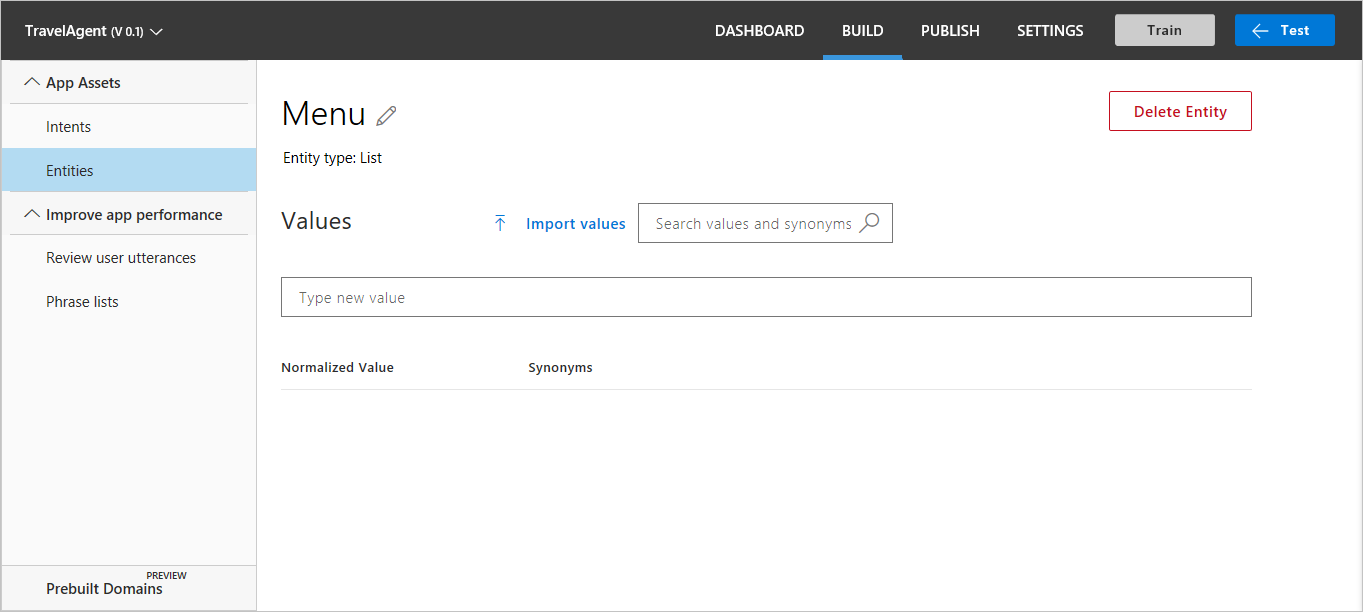 TravelAgent (V 0.1) DASHBOARD BUILD PUBLISH SETTINGS Train Test
App Assets
Intents
Entities
Improve app performance
Review user utterances
Phrase lists
Prebuilt Domains PREVIEW
Menu
Delete Entity
Entity type: List
Values Import values Search values and synonyms
Type new value
Normalized Value Synonyms